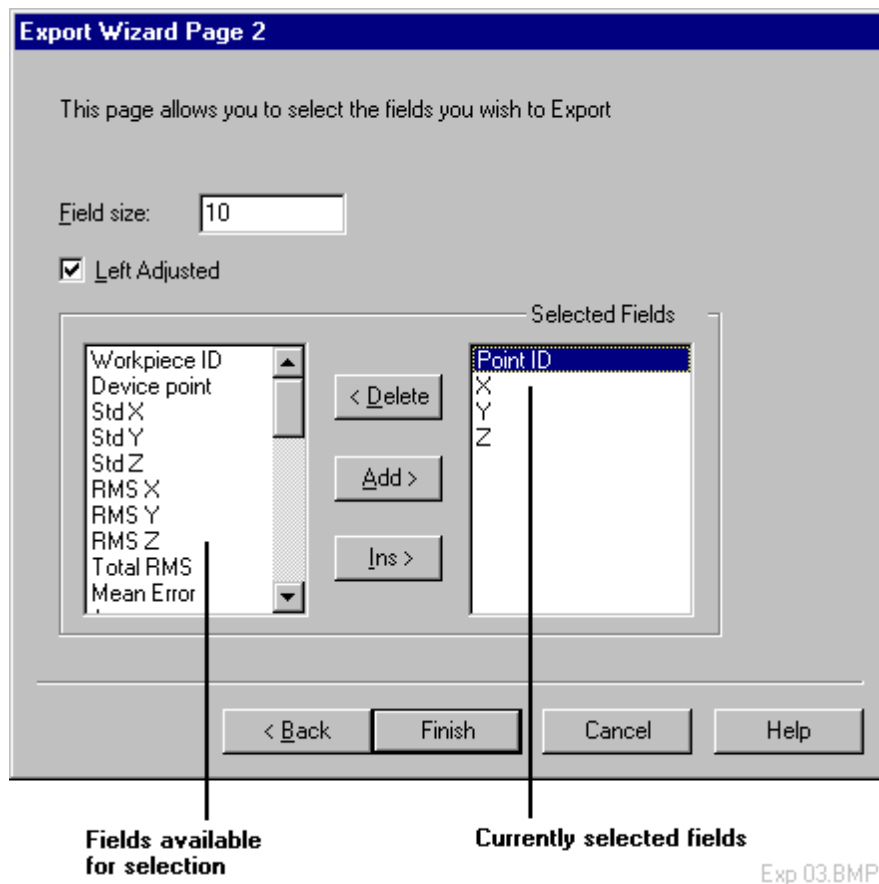 Export Wizard Page 2
This page allows you to select the fields you wish to Export
Field size: 10
Left Adjusted
Selected Fields
Workpiece ID
Device point
Std X
Std Y
Std Z
RMS X
RMS Y
RMS Z
Total RMS
Mean Error
< Delete
Add >
Ins >
Point ID
X
Y
Z
< Back
Finish
Cancel
Help
Fields available
for selection
Currently selected fields
Exp 03.BMP